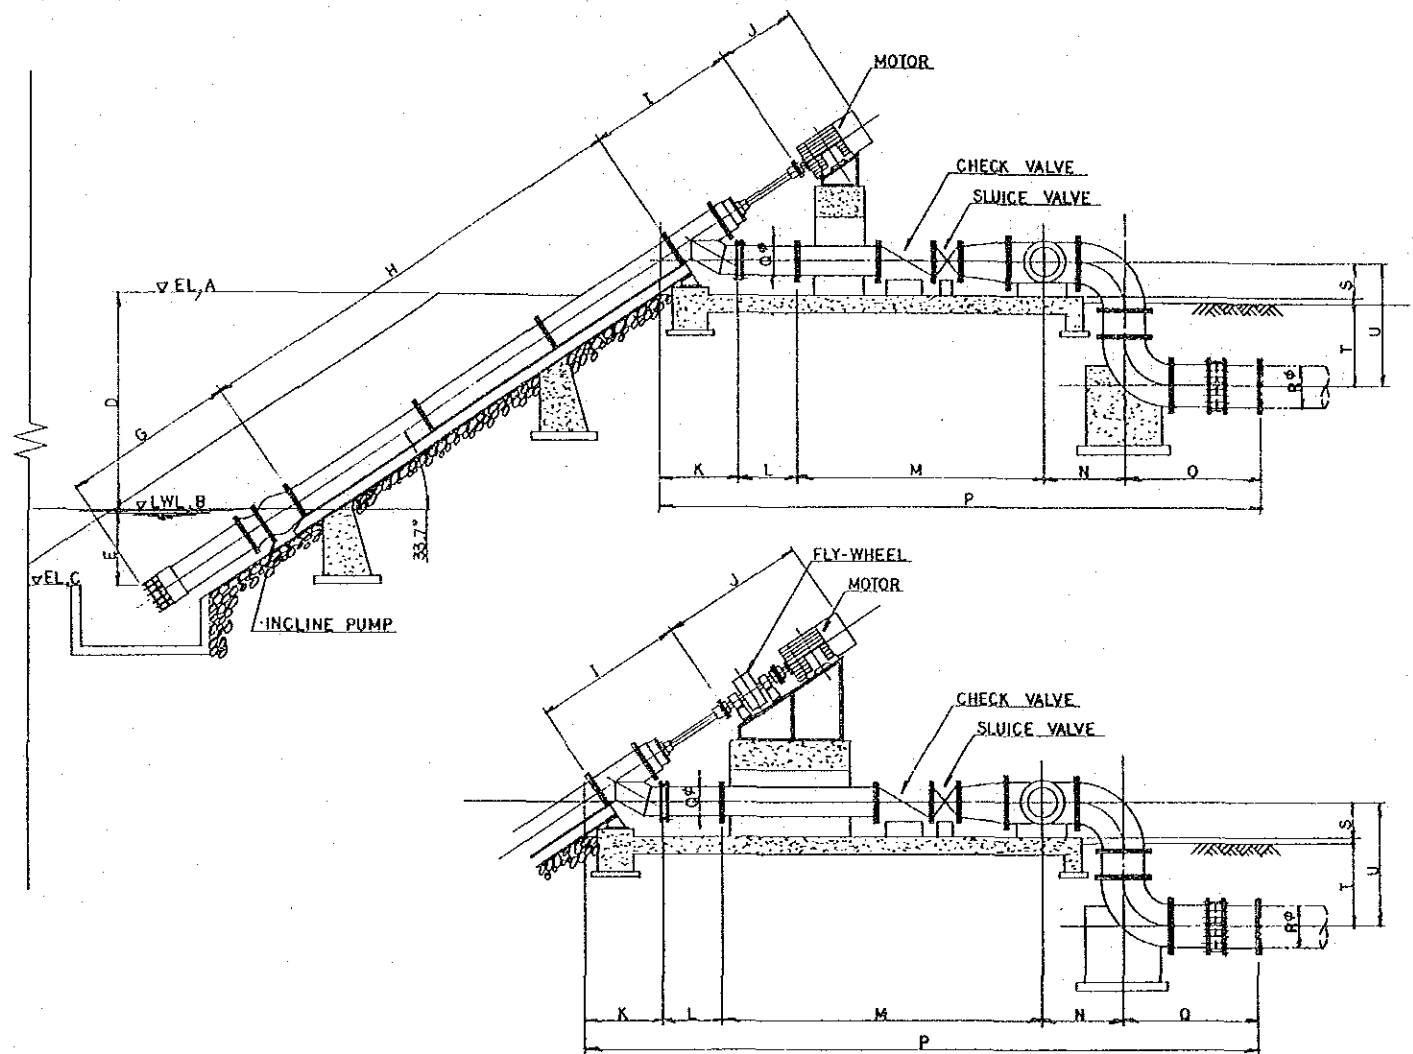 J
MOTOR
I
CHECK VALVE
SLUICE VALVE
H
Qφ
EL.A
S
U
T
D
Rφ
G
K
L
M
N
O
LWL.B
P
E
33.7°
FLY-WHEEL
EL.C
J
MOTOR
INCLINE PUMP
I
CHECK VALVE
SLUICE VALVE
Qφ
S
U
T
Rφ
K
L
M
N
O
P